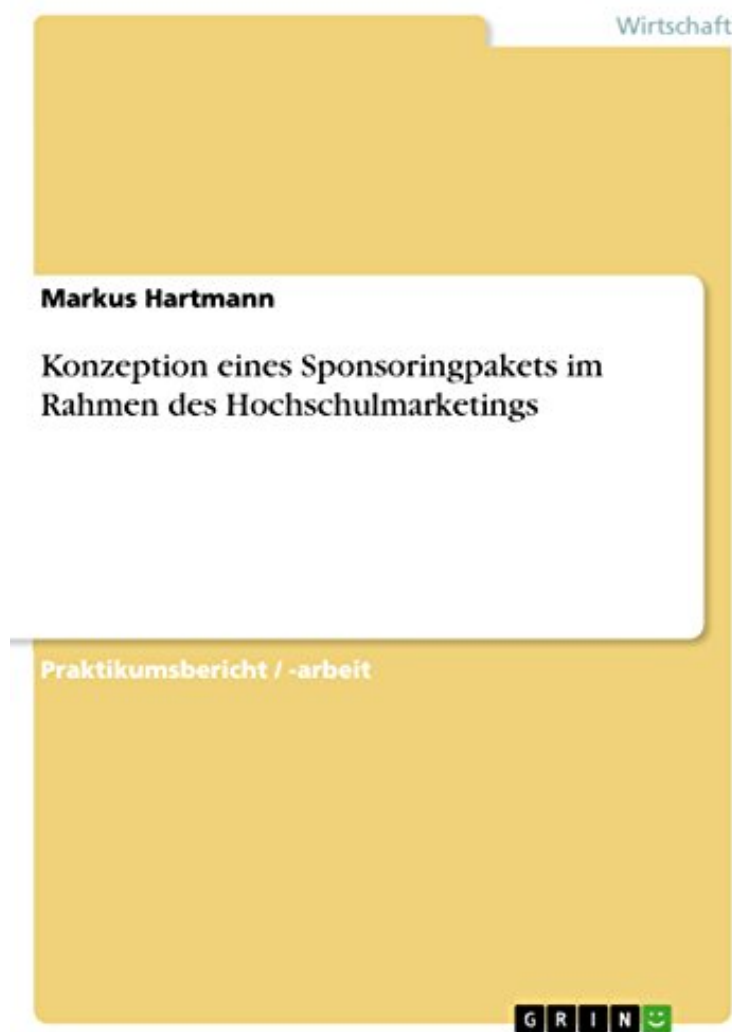 Wirtschaft
Markus Hartmann
Konzeption eines Sponsoringpakets im
Rahmen des Hochschulmarketings
Praktikumsbericht / -arbeit
GRIN